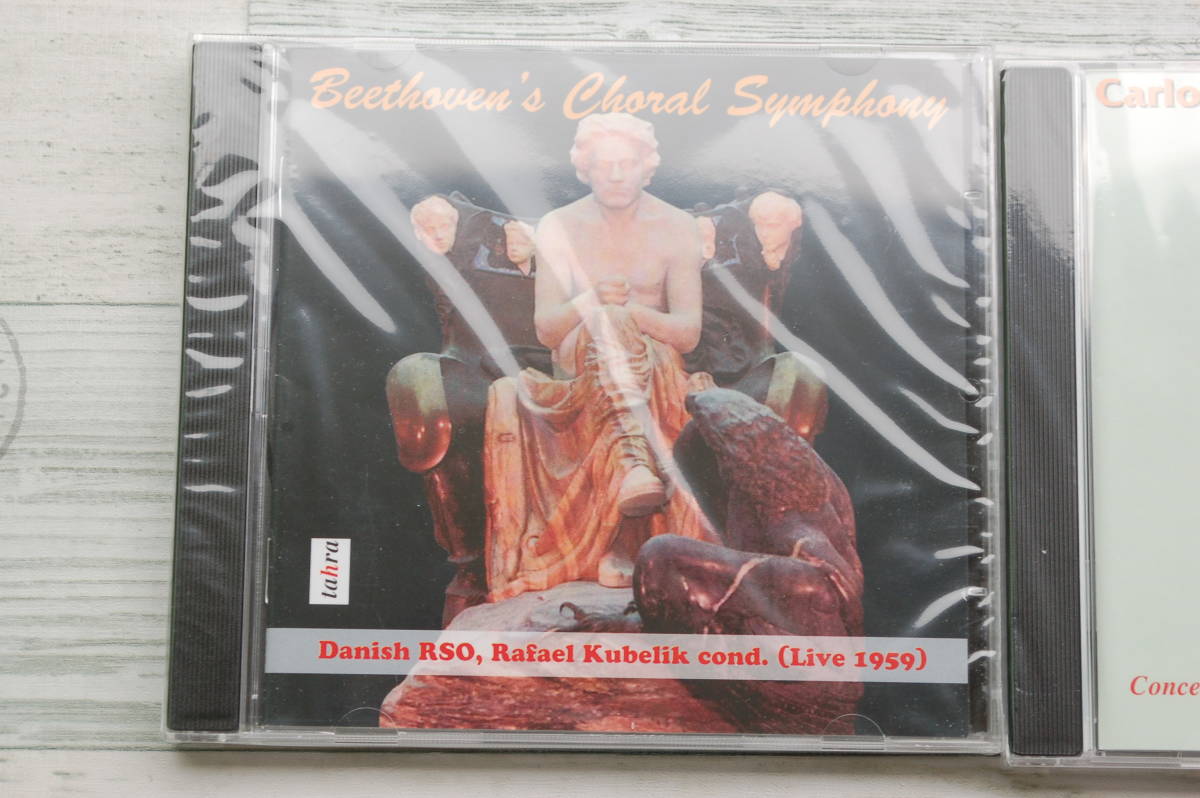 Beethoven's Choral Symphony
tahra
Danish RSO, Rafael Kubelik cond. (Live 1959)
Carlo
Conce